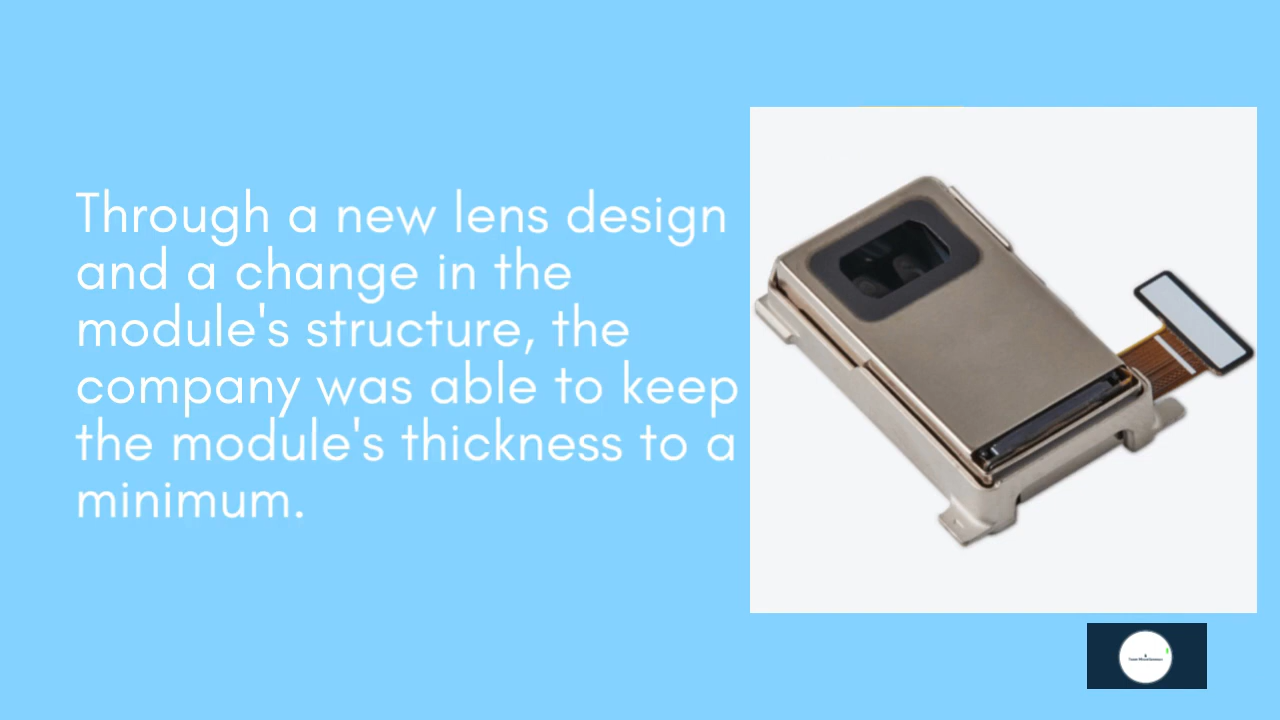 Through a new lens design
and a change in the
module's structure, the
company was able to keep
the module's thickness to a
minimum.